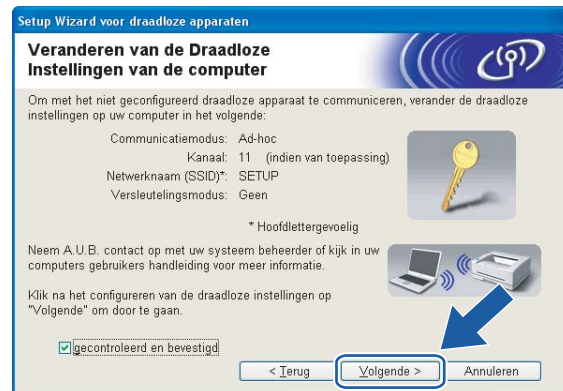 Setup Wizard voor draadloze apparaten
Veranderen van de Draadloze
Instellingen van de computer
Om met het niet geconfigureerd draadloze apparaat te communiceren, verander de draadloze
instellingen op uw computer in het volgende:
Communicatiemodus: Ad-hoc
Kanaal: 11 (indien van toepassing)
Netwerknaam (SSID)*: SETUP
Versleutelingsmodus: Geen
* Hoofdlettergevoelig
Neem A.U.B. contact op met uw systeem beheerder of kijk in uw
computers gebruikers handleiding voor meer informatie.
Klik na het configureren van de draadloze instellingen op
"Volgende" om door te gaan.
gecontroleerd en bevestigd
< Terug Volgende > Annuleren